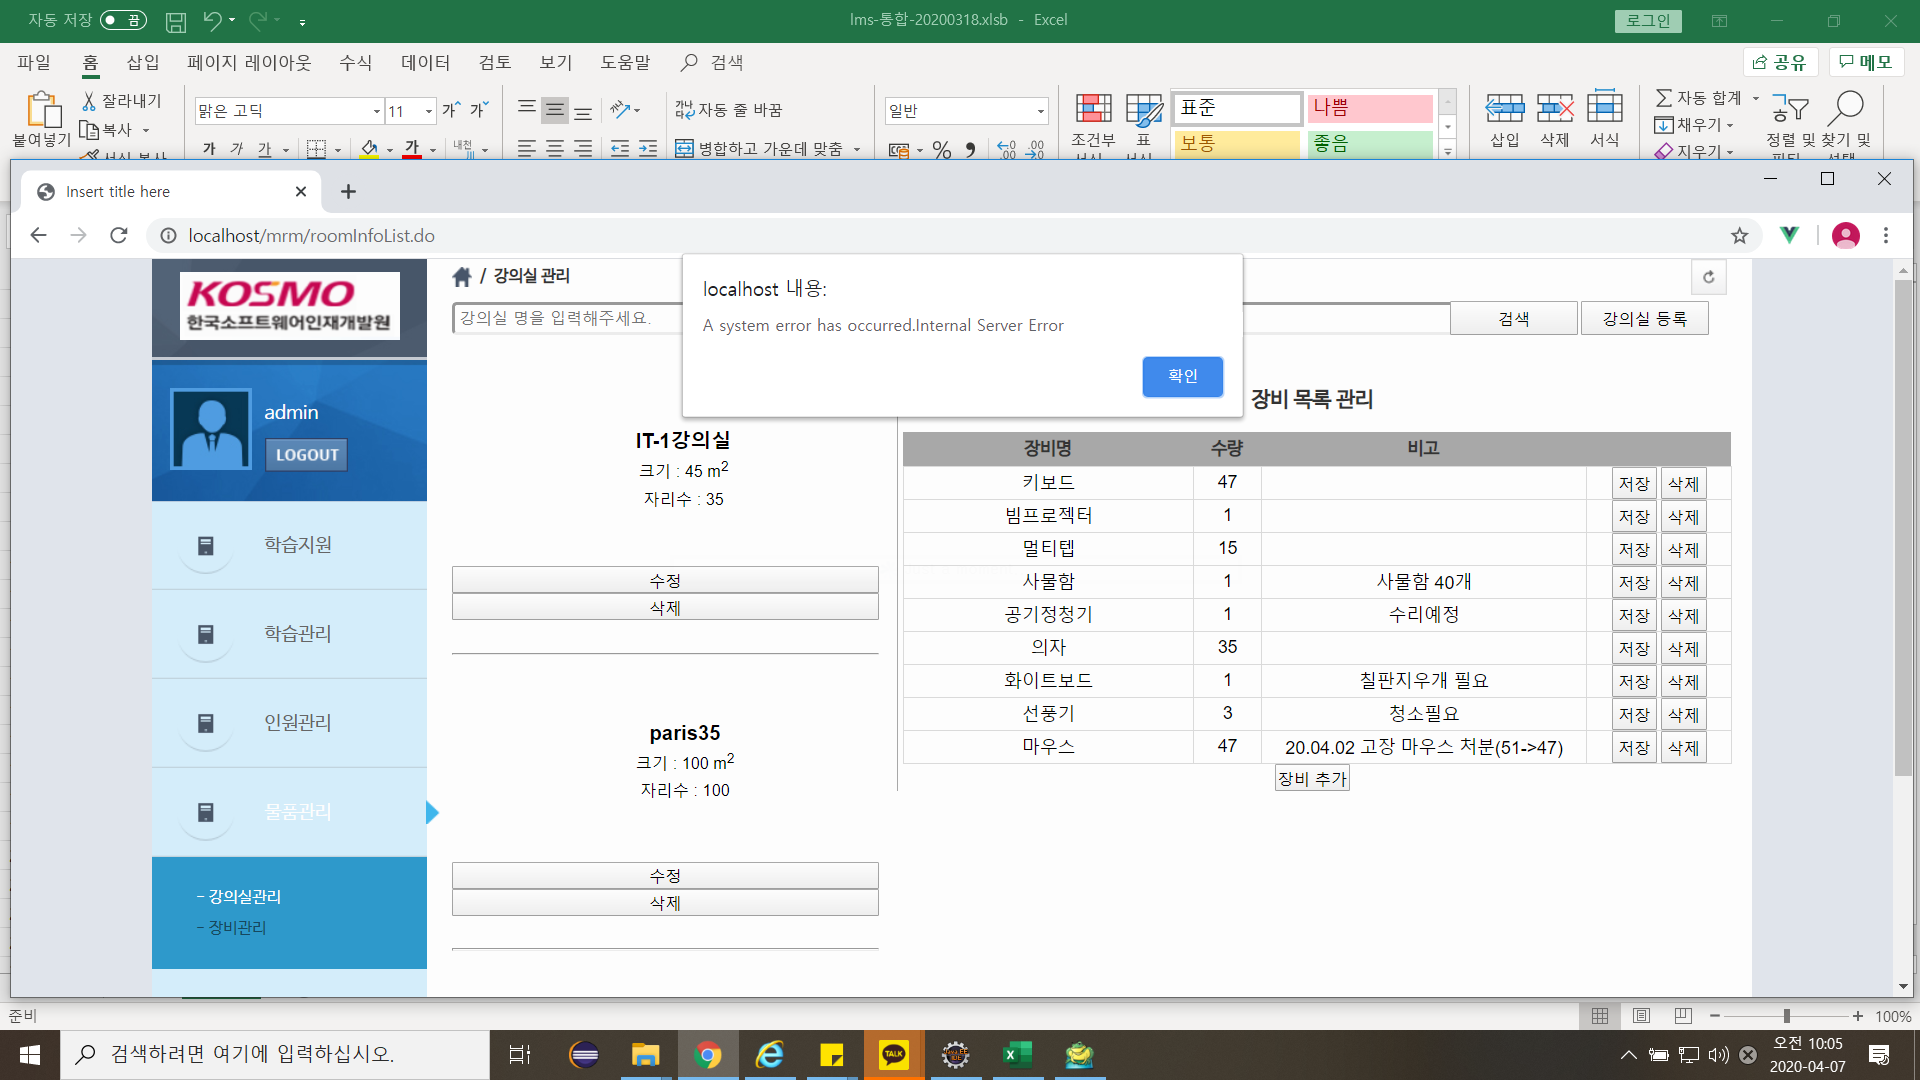 자동 저장 끔
lms-통합-20200318.xlsb - Excel
로그인
파일 홈 삽입 페이지 레이아웃 수식 데이터 검토 보기 도움말 검색
공유 메모
붙여넣기
잘라내기
복사
맑은 고딕 11
가 가
가 가 가 가 내천
자동 줄 바꿈
병합하고 가운데 맞춤
일반
조건부
표
표준 나쁨
보통 좋음
삽입 삭제 서식
자동 합계
채우기
지우기
정렬 및 찾기 및
Insert title here
localhost/mrm/roomInfoList.do
KOSMO
한국소프트웨어인재개발원
admin
LOGOUT
학습지원
학습관리
인원관리
물품관리
- 강의실관리
- 장비관리
/ 강의실 관리
강의실 명을 입력해주세요.
검색 강의실 등록
localhost 내용:
A system error has occurred.Internal Server Error
확인
IT-1강의실
크기 : 45 m2
자리수 : 35
수정
삭제
paris35
크기 : 100 m2
자리수 : 100
수정
삭제
장비 목록 관리
장비명 수량 비고
키보드 47 저장 삭제
빔프로젝터 1 저장 삭제
멀티텝 15 저장 삭제
사물함 1 사물함 40개 저장 삭제
공기정청기 1 수리예정 저장 삭제
의자 35 저장 삭제
화이트보드 1 칠판지우개 필요 저장 삭제
선풍기 3 청소필요 저장 삭제
마우스 47 20.04.02 고장 마우스 처분(51->47) 저장 삭제
장비 추가
준비
100%
검색하려면 여기에 입력하십시오.
TALK
오전 10:05
2020-04-07